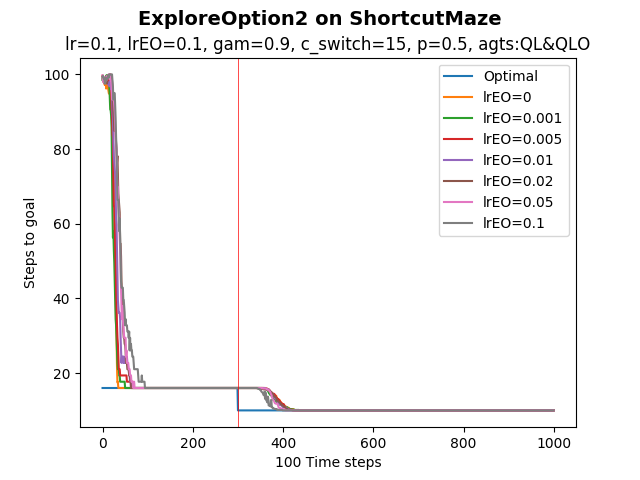 ExploreOption2 on ShortcutMaze
lr=0.1, lrEO=0.1, gam=0.9, c_switch=15, p=0.5, agts:QL&QLO
Steps to goal
100
80
60
40
20
Optimal
lrEO=0
lrEO=0.001
lrEO=0.005
lrEO=0.01
lrEO=0.02
lrEO=0.05
lrEO=0.1
0
200
400
600
800
1000
100 Time steps